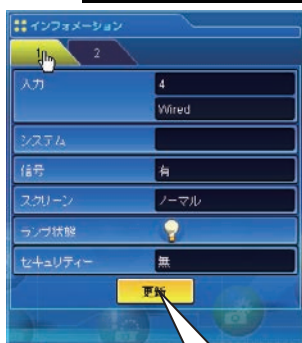 インフォメーション
1 2
入力 4
Wired
システム
信号 有
スクリーン ノーマル
ランプ状態
セキュリティー 無
更新